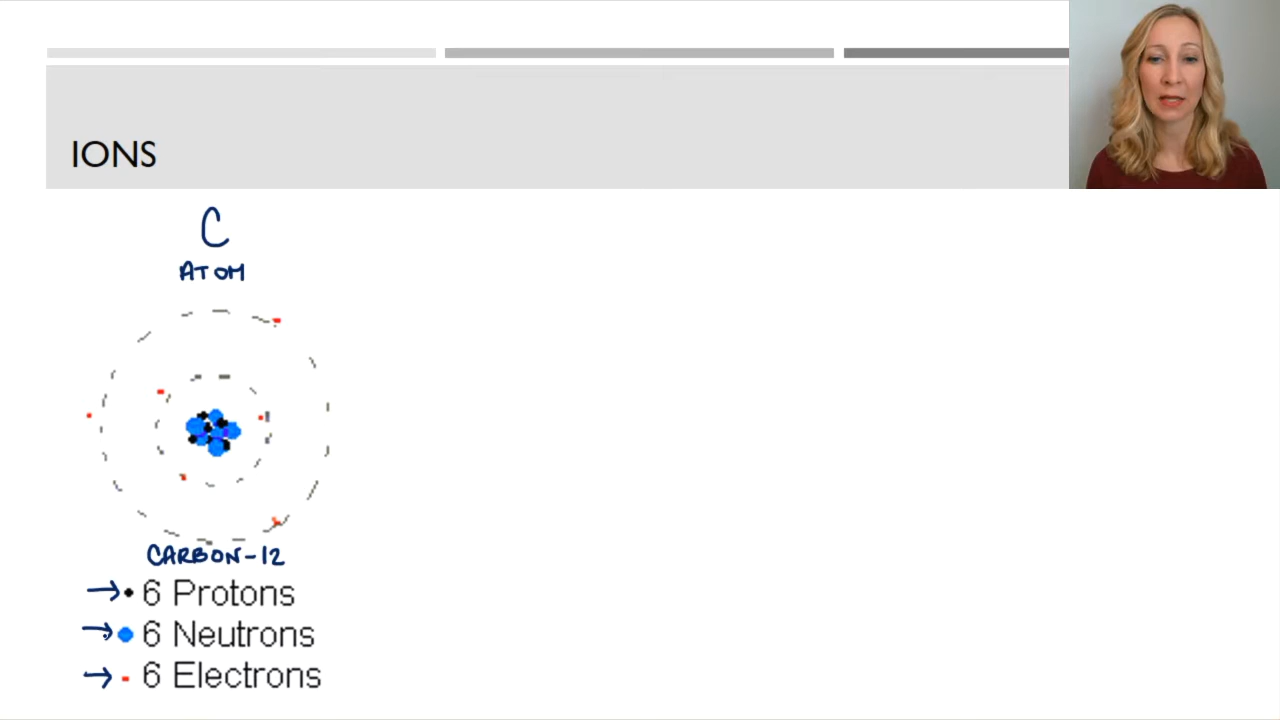 IONS
C
ATOM
CARBON-12
→• 6 Protons
→• 6 Neutrons
→- 6 Electrons